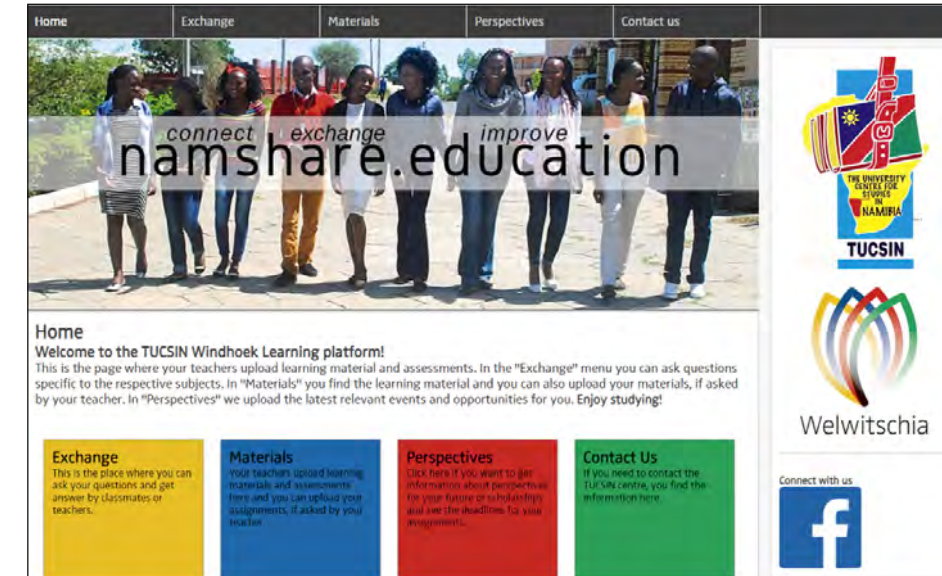 Home Exchange Materials Perspectives Contact us
connect exchange improve
namshare.education
THE UNIVERSITY
CENTRE FOR
STUDIES
IN
NAMIBIA
TUCSIN
Welwitschia
Home
Welcome to the TUCSIN Windhoek Learning platform!
This is the page where your teachers upload learning material and assessments. In the "Exchange" menu you can ask questions
specific to the respective subjects. In "Materials" you find the learning material and you can also upload your materials, if asked
by your teacher. In "Perspectives" we upload the latest relevant events and opportunities for you. Enjoy studying!
Exchange
This is the place where you can
ask your questions and get
answer by classmates or
teachers.
Materials
Your teachers upload learning
materials and assessments
here and you can upload your
assignments, if asked by your
teacher
Perspectives
Click here if you want to get
information about perspectives
for your future or scholarships
and see the deadlines for your
assignments.
Contact Us
If you need to contact the
TUCSIN centre, you find the
information here.
Connect with us
f